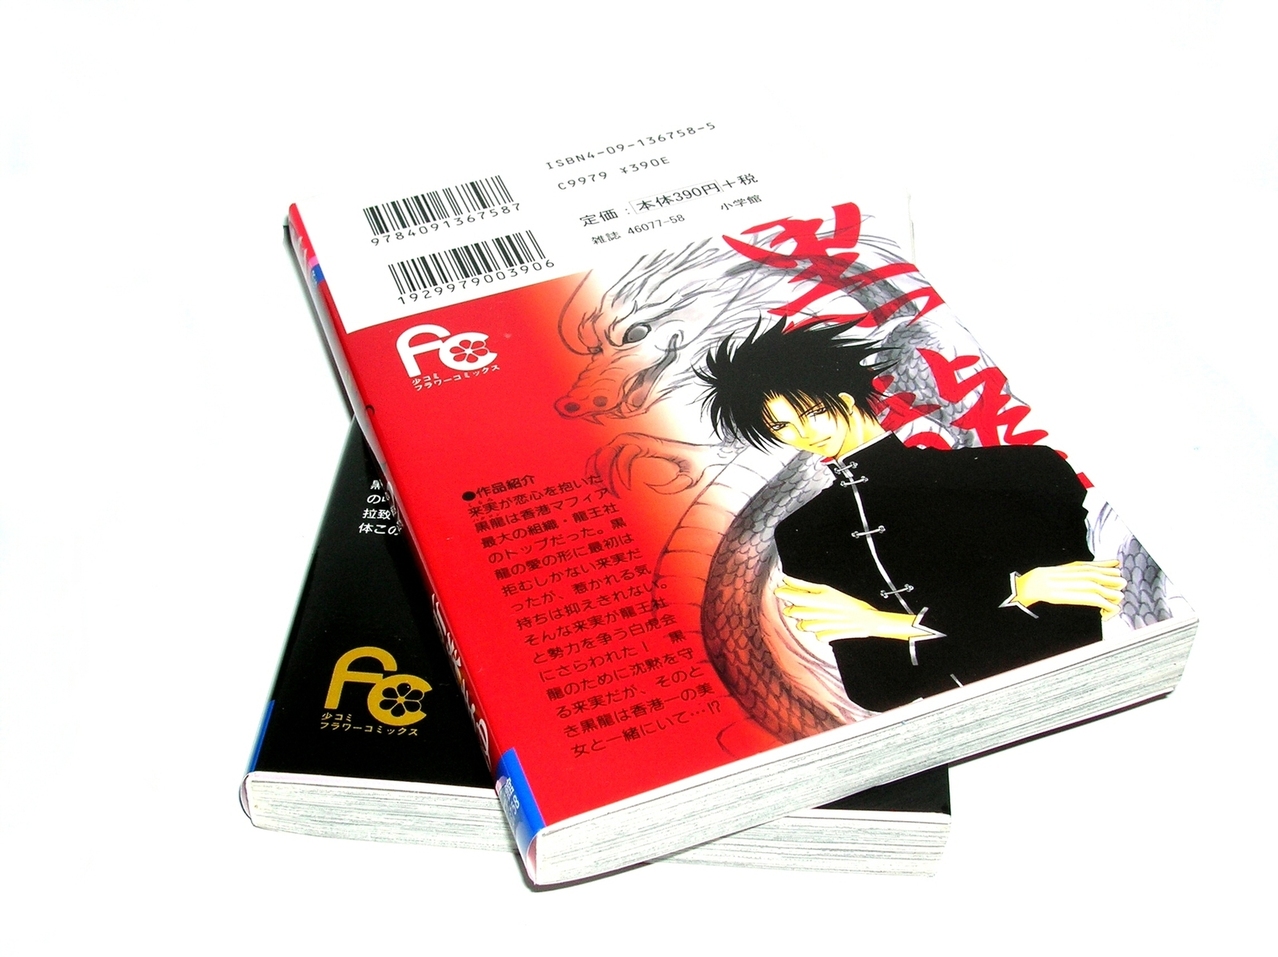 ISBN4-09-136758-5
C9979 ¥390E
定価：本体390円+税
雑誌 46077-58 小学館
9784091367587
1929979003906
FC
少コミ
フラワーコミックス
黒龍
●作品紹介
来実が恋心を抱いた
黒龍は香港マフィア
最大の組織・龍王社
のトップだった。黒
龍の愛の形に最初は
拒むしかない来実だ
ったが、惹かれる気
持ちは抑えきれない。
そんな来実が龍王社
と勢力を争う白虎会
にさらわれた！ 黒
龍のために沈黙を守
る来実だが、そのと
き黒龍は香港一の美
女と一緒にいて…!?
拉致
体この
FC
少コミ
フラワーコミックス